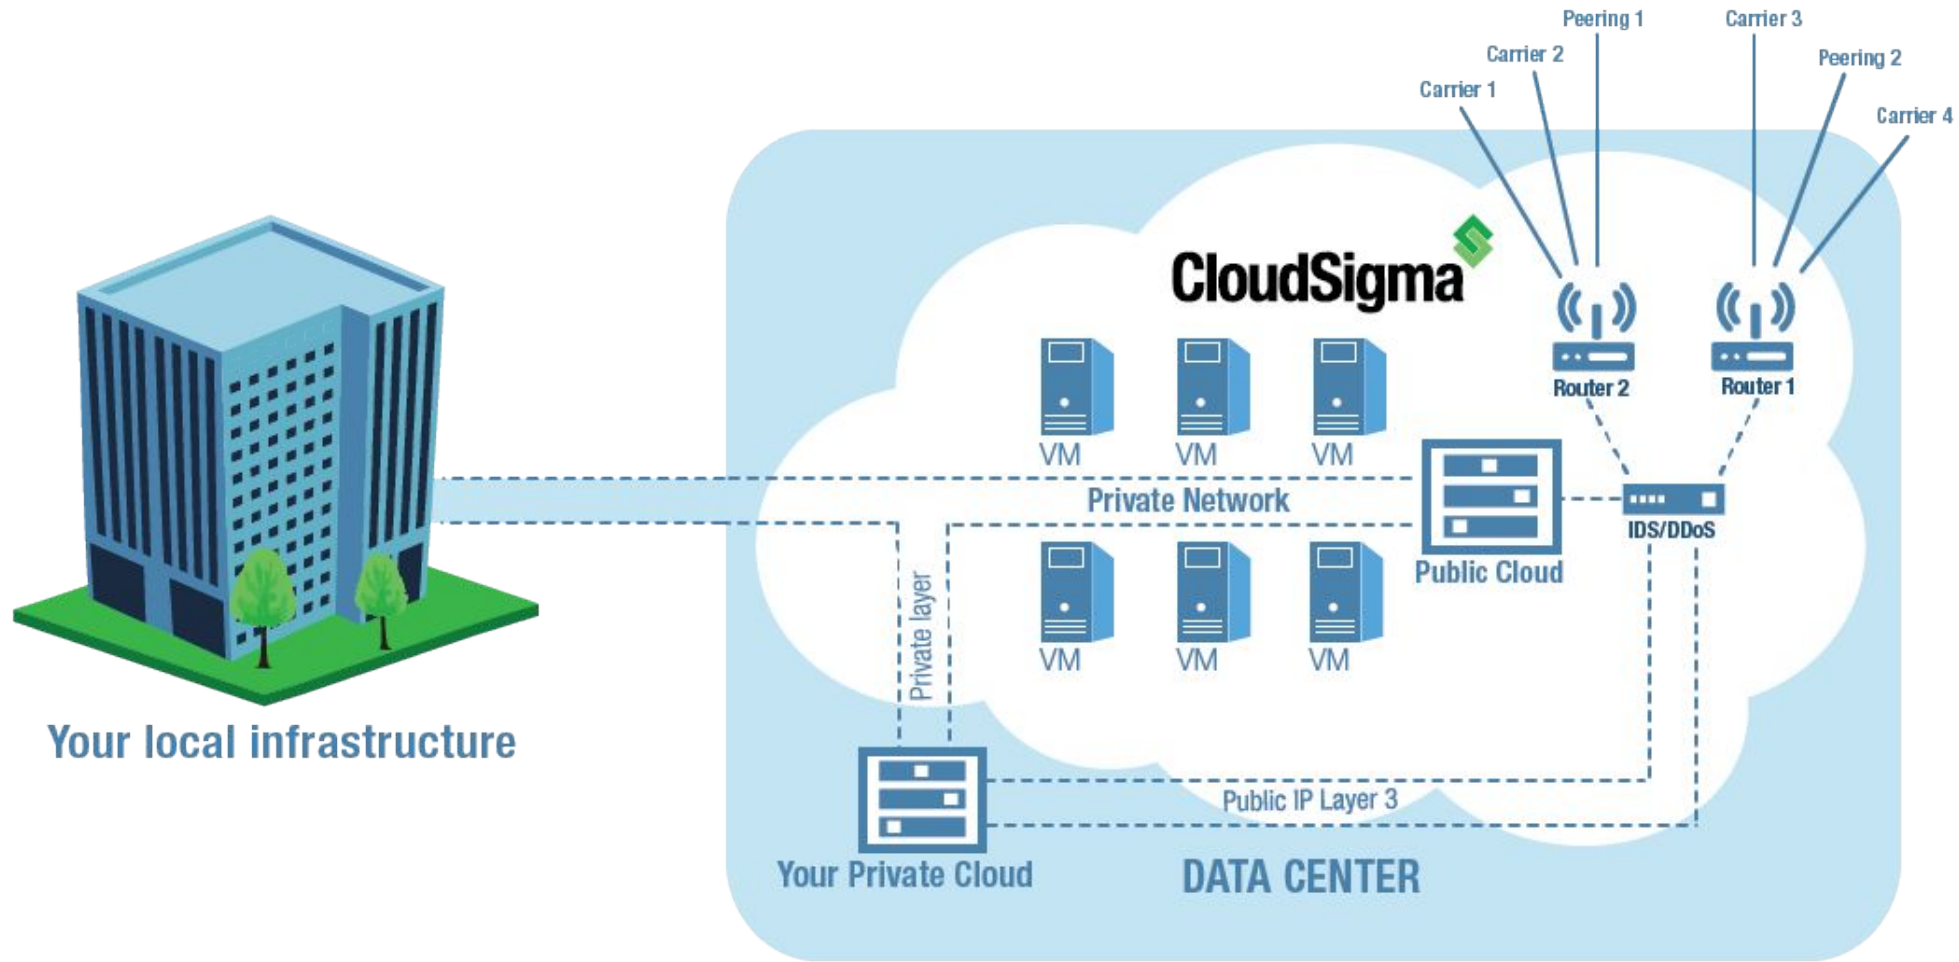 Peering 1
Carrier 3
Carrier 2
Peering 2
Carrier 1
Carrier 4
CloudSigma
Router 2
Router 1
VM
VM
VM
Private Network
IDS/DDoS
Public Cloud
Private layer
VM
VM
VM
Your local infrastructure
Public IP Layer 3
Your Private Cloud
DATA CENTER